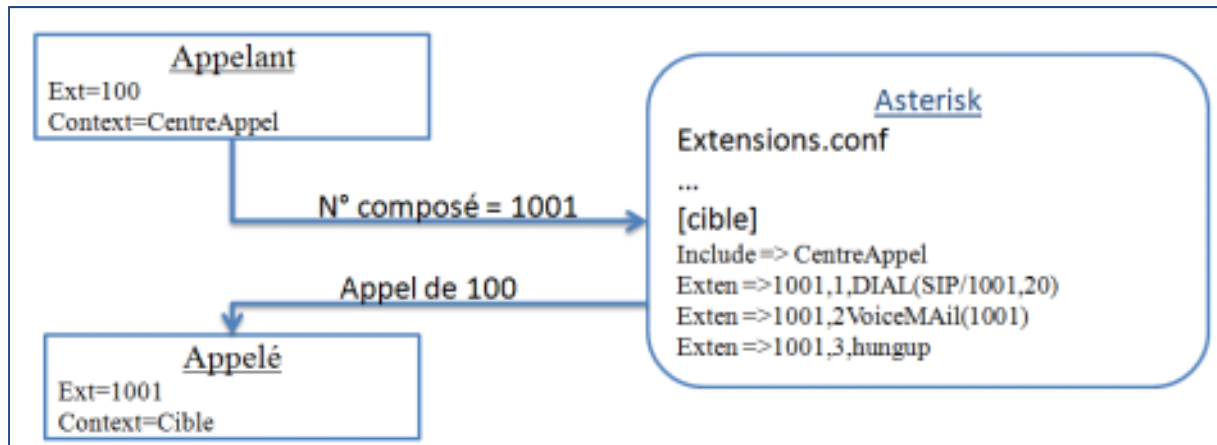 Appelant
Ext=100
Context=CentreAppel
N° composé = 1001
Appel de 100
Appelé
Ext=1001
Context=Cible
Asterisk
Extensions.conf
...
[cible]
Include => CentreAppel
Exten =>1001,1,DIAL(SIP/1001,20)
Exten =>1001,2VoiceMAil(1001)
Exten =>1001,3,hungup